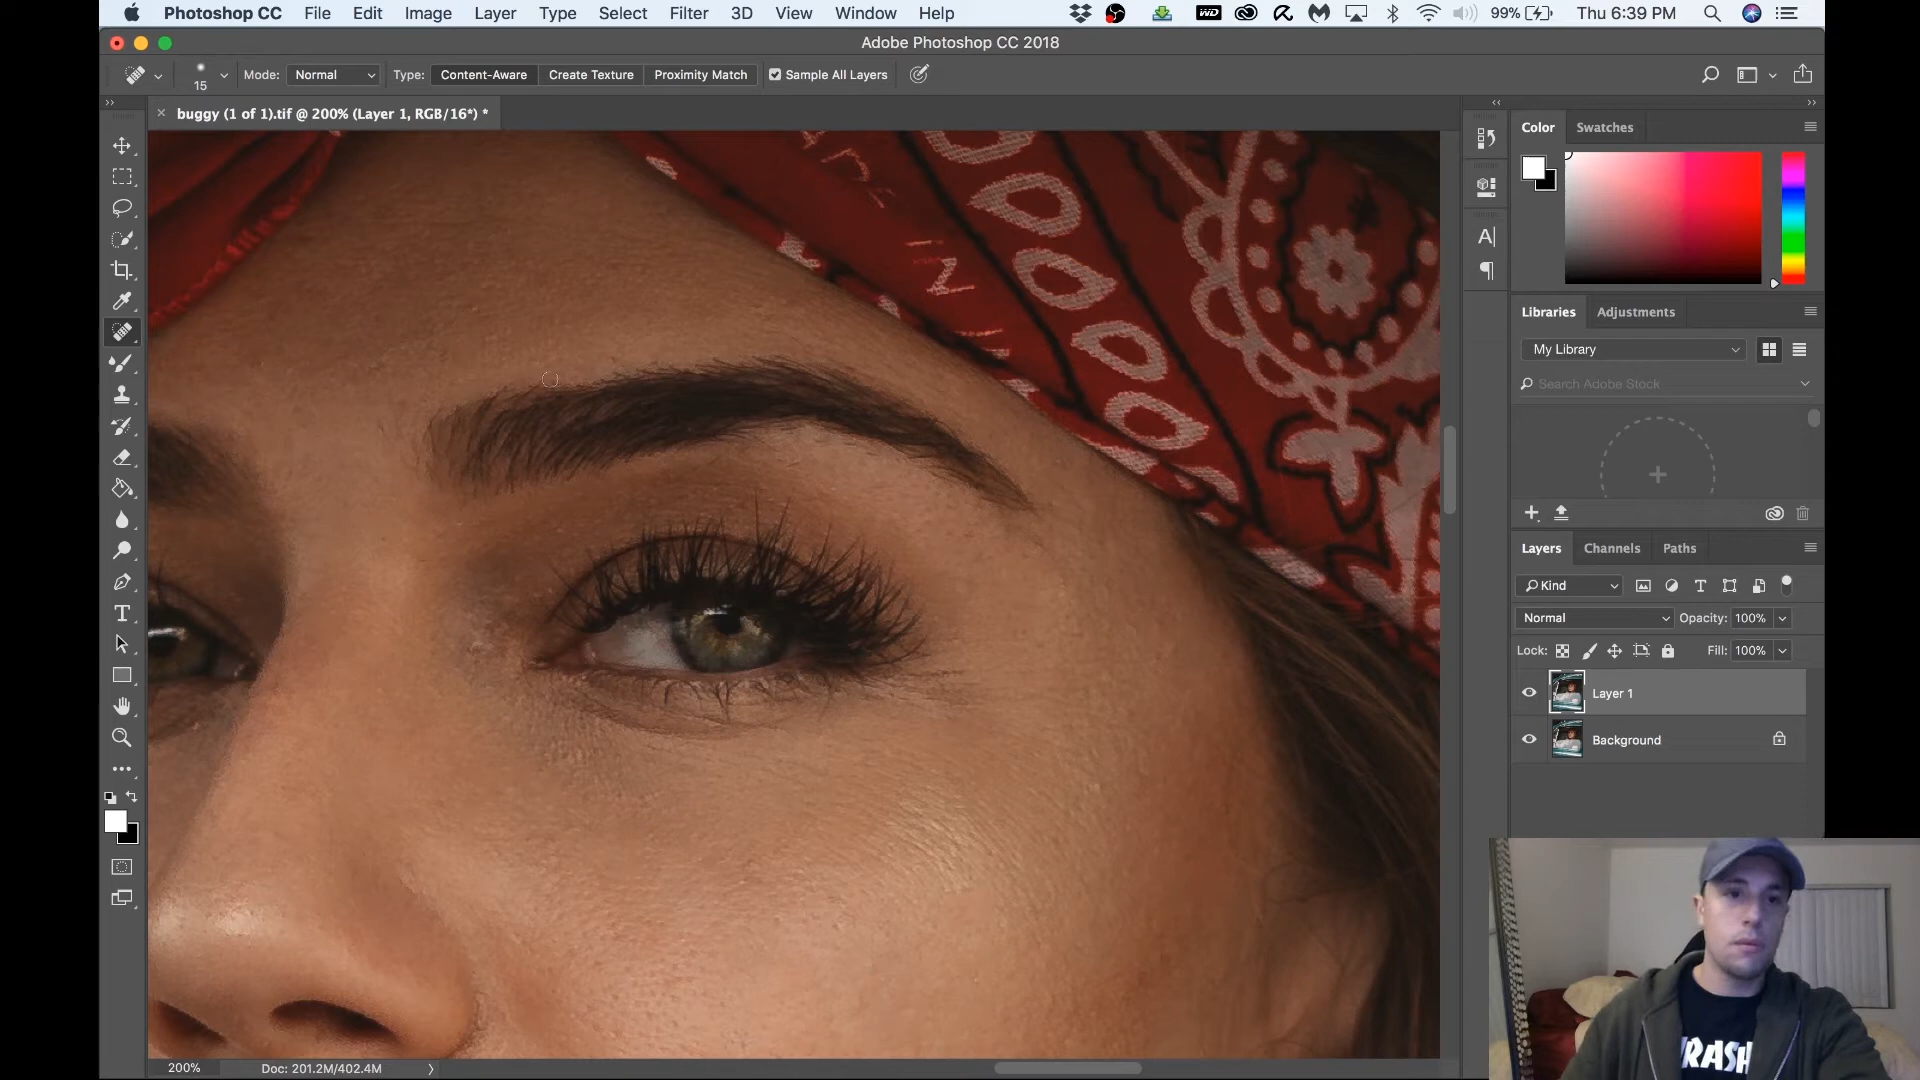 Photoshop CC File Edit Image Layer Type Select Filter 3D View Window Help WD 99% Thu 6:39 PM
Adobe Photoshop CC 2018
15 Mode: Normal Type: Content-Aware Create Texture Proximity Match Sample All Layers
buggy (1 of 1).tif @ 200% (Layer 1, RGB/16*) *
Color Swatches
Libraries Adjustments
My Library
Search Adobe Stock
Layers Channels Paths
Kind
Normal Opacity: 100%
Lock: Fill: 100%
Layer 1
Background
200% Doc: 201.2M/402.4M